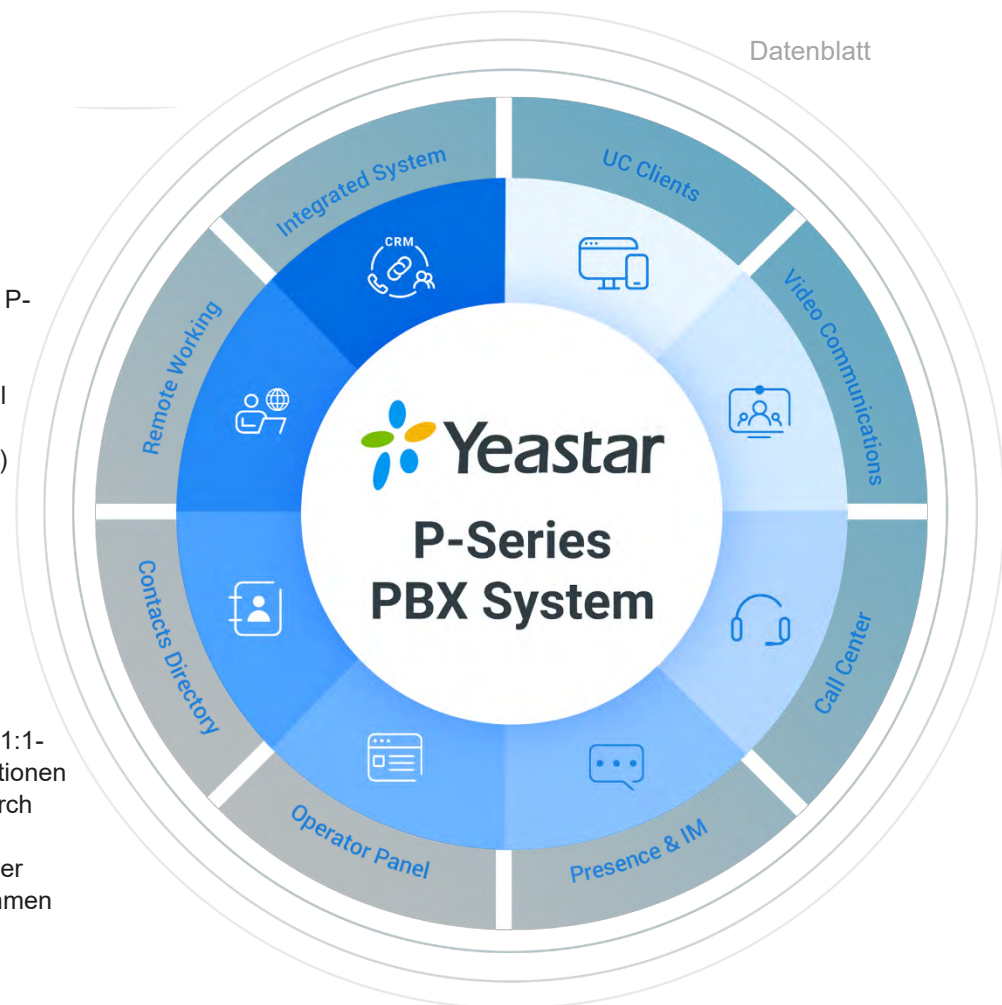 Datenblatt
P-
l
)
1:1-
tionen
rch
er
men
Integrated System
UC Clients
Video Communications
Call Center
Presence & IM
Operator Panel
Contacts Directory
Remote Working
CRM
Yeastar
P-Series
PBX System